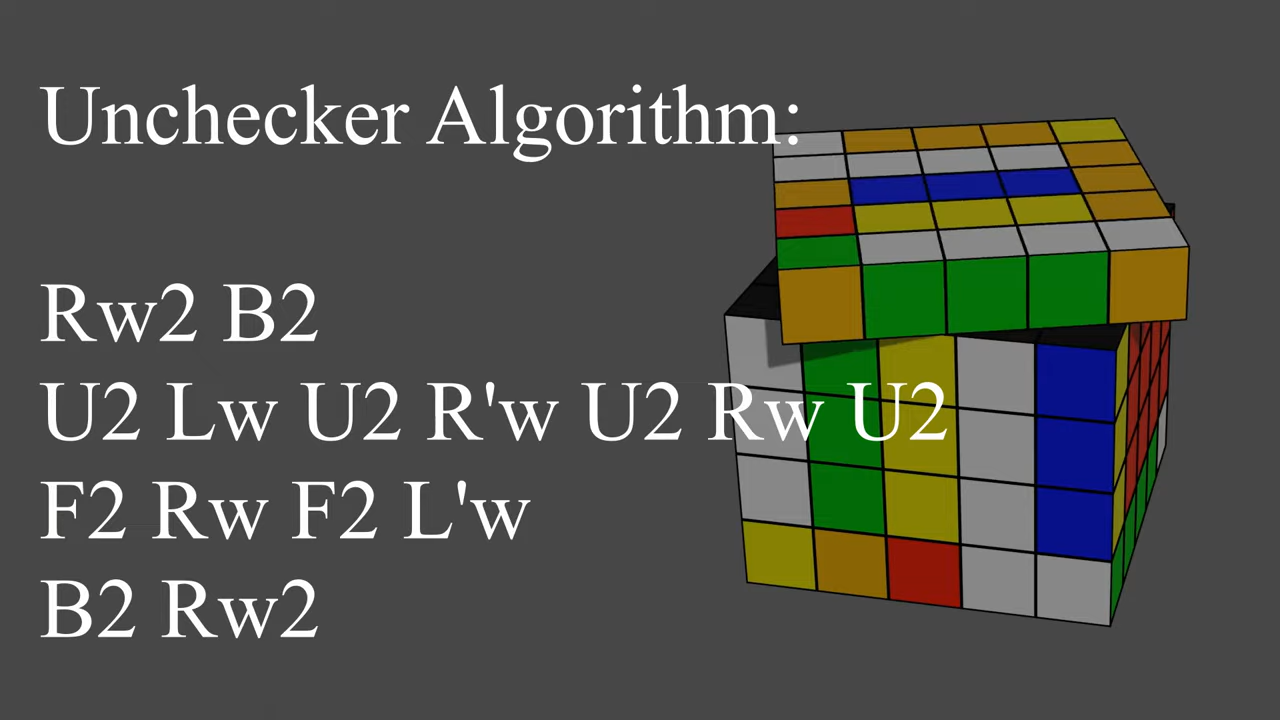 Unchecker Algorithm:
Rw2 B2
U2 Lw U2 R'w U2 Rw U2
F2 Rw F2 L'w
B2 Rw2